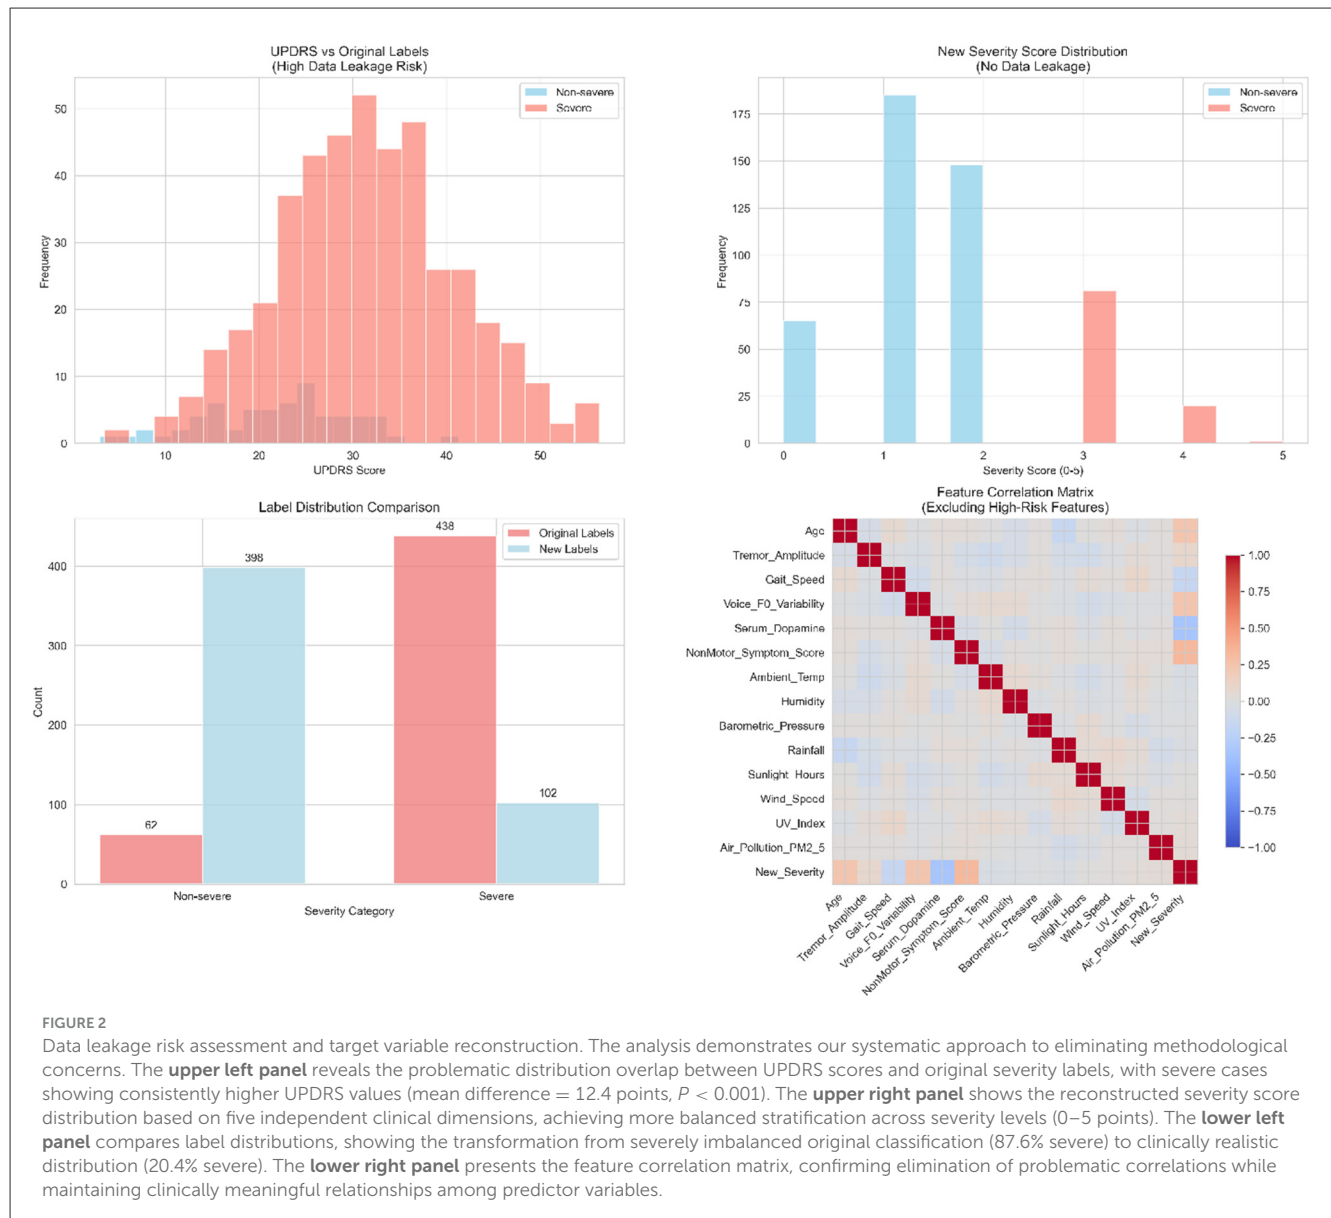 UPDRS vs Original Labels
(High Data Leakage Risk)
Non-severe
Severe
50
40
30
20
10
0
Frequency
10
20
30
40
50
UPDRS Score
New Severity Score Distribution
(No Data Leakage)
Non-severe
Severe
175
150
125
100
75
50
25
0
Frequency
0
1
2
3
4
5
Severity Score (0-5)
Label Distribution Comparison
Original Labels
New Labels
400
300
200
100
0
Count
62
398
438
102
Non-severe
Severe
Severity Category
Feature Correlation Matrix
(Excluding High-Risk Features)
Age
Tremor_Amplitude
Gait_Speed
Voice_F0_Variability
Serum_Dopamine
NonMotor_Symptom_Score
Ambient_Temp
Humidity
Barometric_Pressure
Rainfall
Sunlight_Hours
Wind_Speed
UV_Index
Air_Pollution_PM2_5
New_Severity
Age
Tremor_Amplitude
Gait_Speed
Voice_F0_Variability
Serum_Dopamine
NonMotor_Symptom_Score
Ambient_Temp
Humidity
Barometric_Pressure
Rainfall
Sunlight_Hours
Wind_Speed
UV_Index
Air_Pollution_PM2_5
New_Severity
1.00
0.75
0.50
0.25
0.00
−0.25
−0.50
−0.75
−1.00
FIGURE 2
Data leakage risk assessment and target variable reconstruction. The analysis demonstrates our systematic approach to eliminating methodological
concerns. The upper left panel reveals the problematic distribution overlap between UPDRS scores and original severity labels, with severe cases
showing consistently higher UPDRS values (mean difference = 12.4 points, P < 0.001). The upper right panel shows the reconstructed severity score
distribution based on five independent clinical dimensions, achieving more balanced stratification across severity levels (0–5 points). The lower left
panel compares label distributions, showing the transformation from severely imbalanced original classification (87.6% severe) to clinically realistic
distribution (20.4% severe). The lower right panel presents the feature correlation matrix, confirming elimination of problematic correlations while
maintaining clinically meaningful relationships among predictor variables.